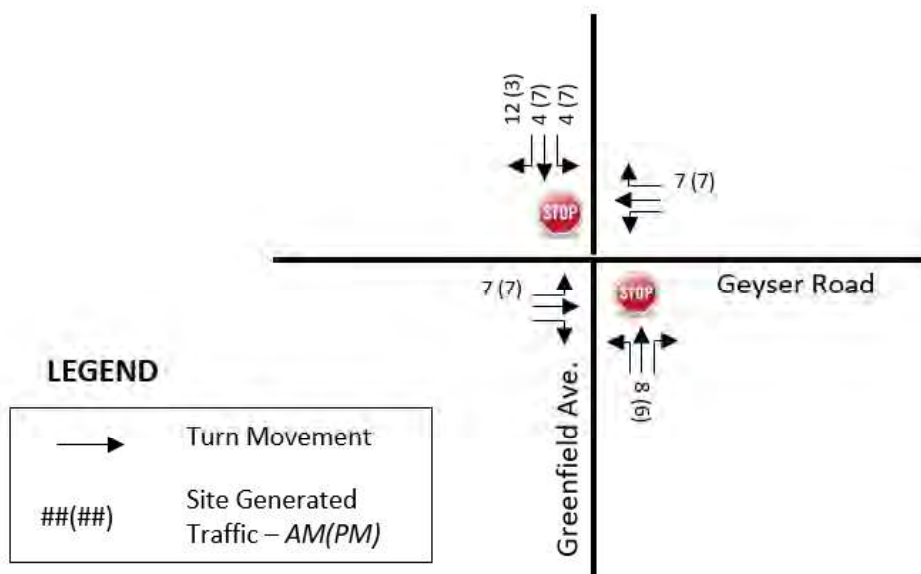 12 (3)
4 (7)
4 (7)
7 (7)
STOP
7 (7)
STOP
Geyser Road
8 (6)
Greenfield Ave.
LEGEND
Turn Movement
##(##)
Site Generated
Traffic – AM(PM)